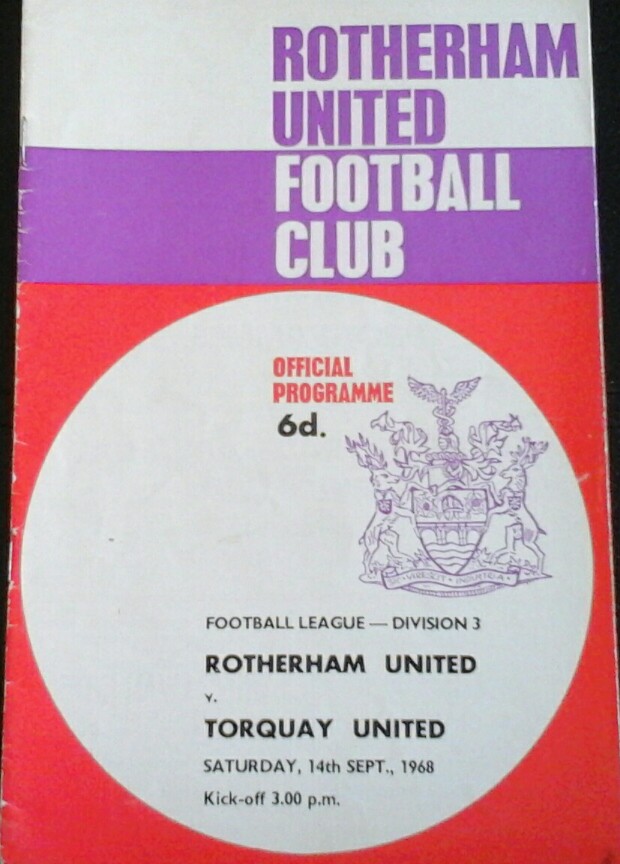 ROTHERHAM
UNITED
FOOTBALL
CLUB
OFFICIAL
PROGRAMME
6d.
FOOTBALL LEAGUE — DIVISION 3
ROTHERHAM UNITED
v.
TORQUAY UNITED
SATURDAY, 14th SEPT., 1968
Kick-off 3.00 p.m.